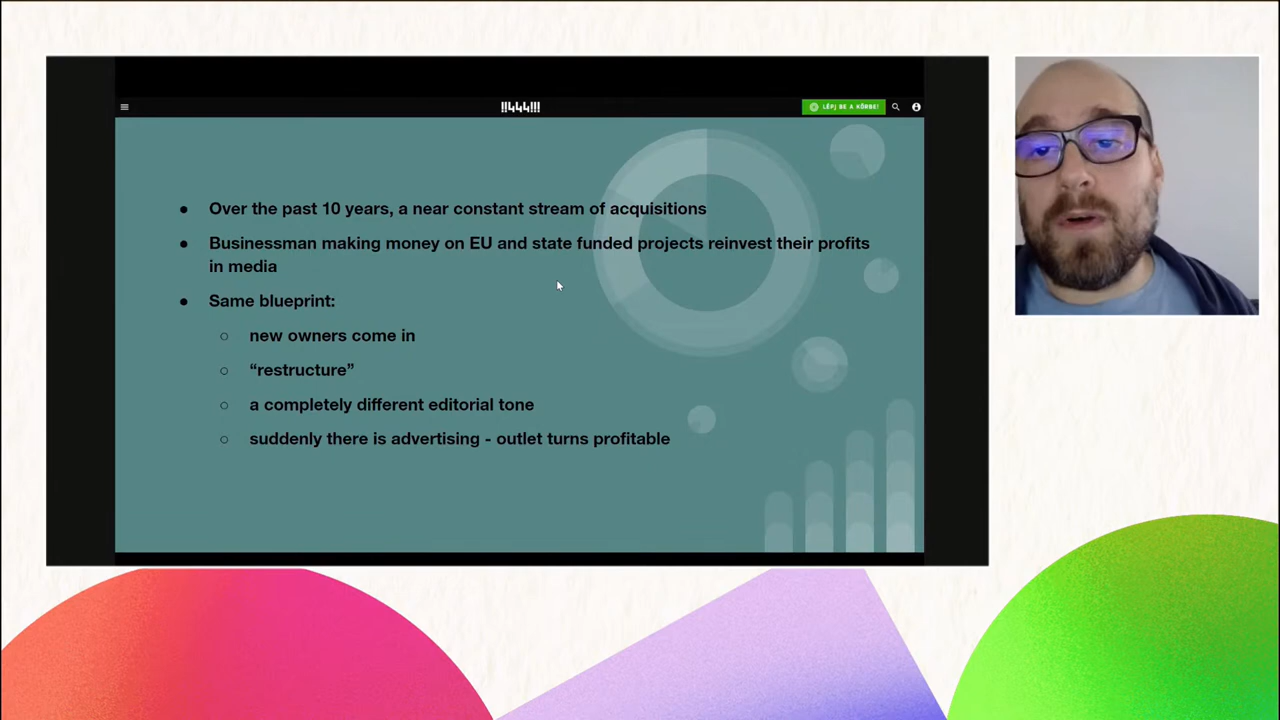 !!444!!!
LÉPJ BE A KÖRBE!
● Over the past 10 years, a near constant stream of acquisitions
● Businessman making money on EU and state funded projects reinvest their profits
in media
● Same blueprint:
○ new owners come in
○ “restructure”
○ a completely different editorial tone
○ suddenly there is advertising - outlet turns profitable